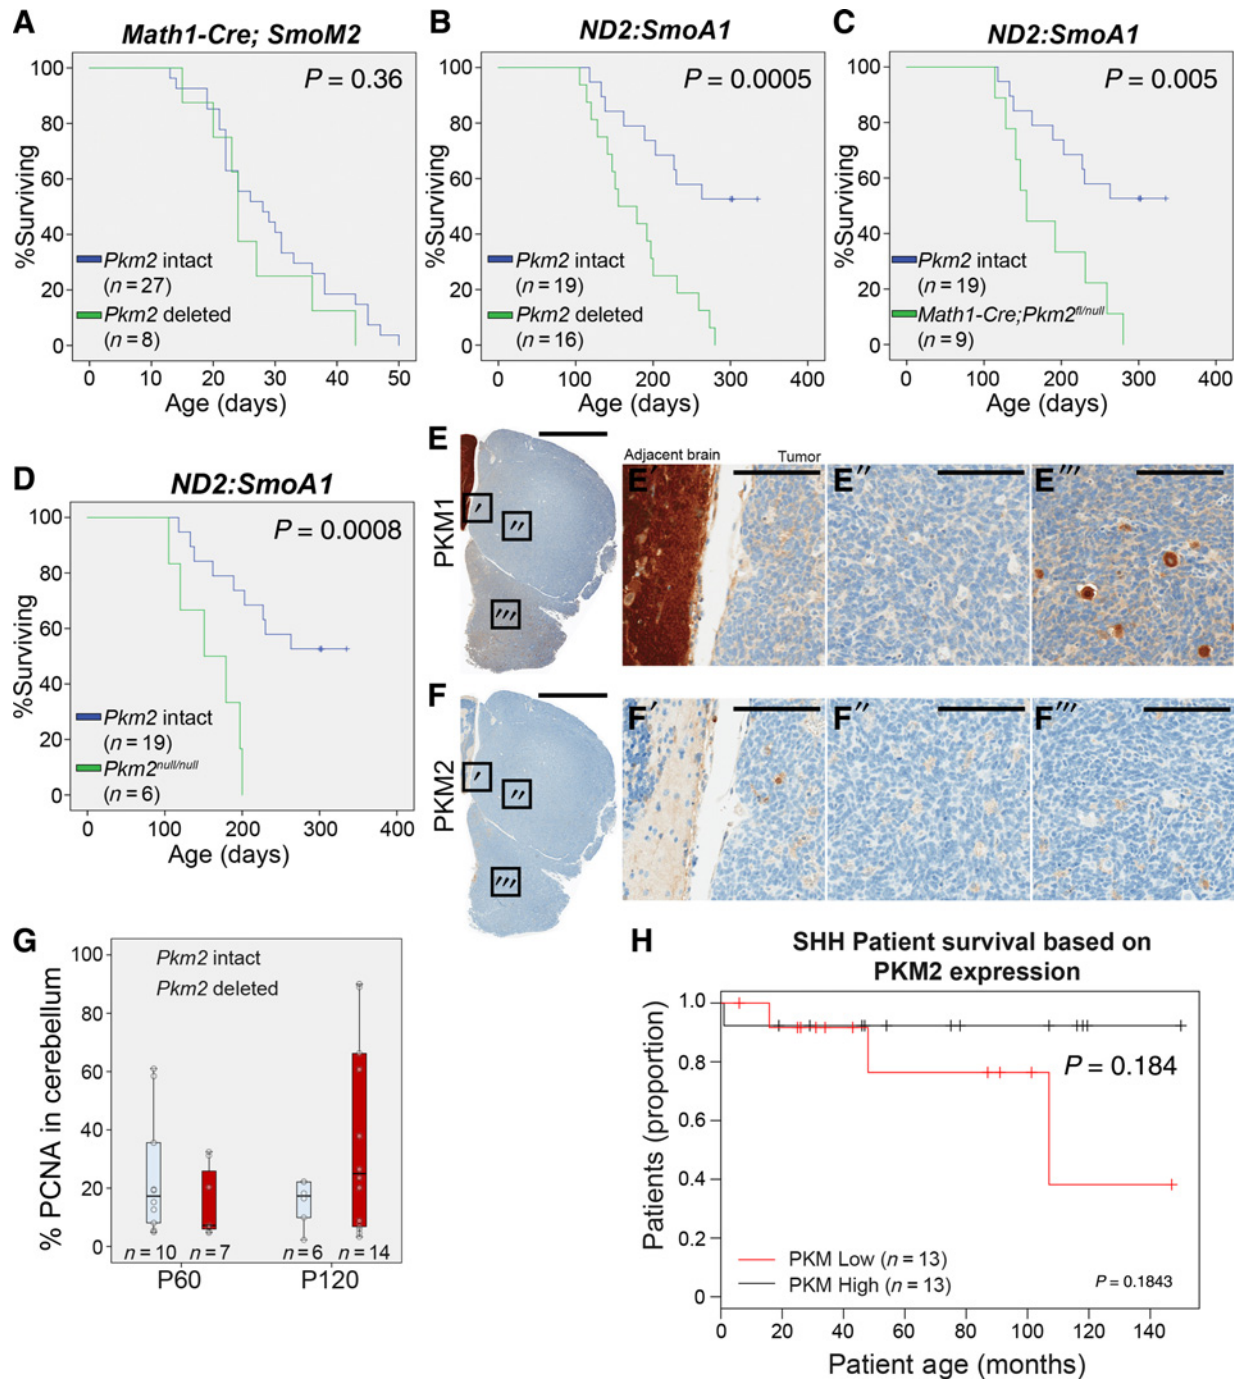 A
Math1-Cre; SmoM2
P = 0.36
%Surviving
100
80
60
40
20
0
Pkm2 intact
(n = 27)
Pkm2 deleted
(n = 8)
0 10 20 30 40 50
Age (days)
B
ND2:SmoA1
P = 0.0005
%Surviving
100
80
60
40
20
0
Pkm2 intact
(n = 19)
Pkm2 deleted
(n = 16)
0 100 200 300 400
Age (days)
C
ND2:SmoA1
P = 0.005
%Surviving
100
80
60
40
20
0
Pkm2 intact
(n = 19)
Math1-Cre;Pkm2fl/null
(n = 9)
0 100 200 300 400
Age (days)
D
ND2:SmoA1
P = 0.0008
%Surviving
100
80
60
40
20
0
Pkm2 intact
(n = 19)
Pkm2null/null
(n = 6)
0 100 200 300 400
Age (days)
E
PKM1
′
″
‴
Adjacent brain Tumor
E′
E″
E‴
F
PKM2
′
″
‴
F′
F″
F‴
G
% PCNA in cerebellum
100
80
60
40
20
0
Pkm2 intact
Pkm2 deleted
n = 10 n = 7 n = 6 n = 14
P60 P120
H
SHH Patient survival based on
PKM2 expression
Patients (proportion)
1.0
0.8
0.6
0.4
0.2
0
P = 0.184
PKM Low (n = 13)
PKM High (n = 13)
P = 0.1843
0 20 40 60 80 100 120 140
Patient age (months)